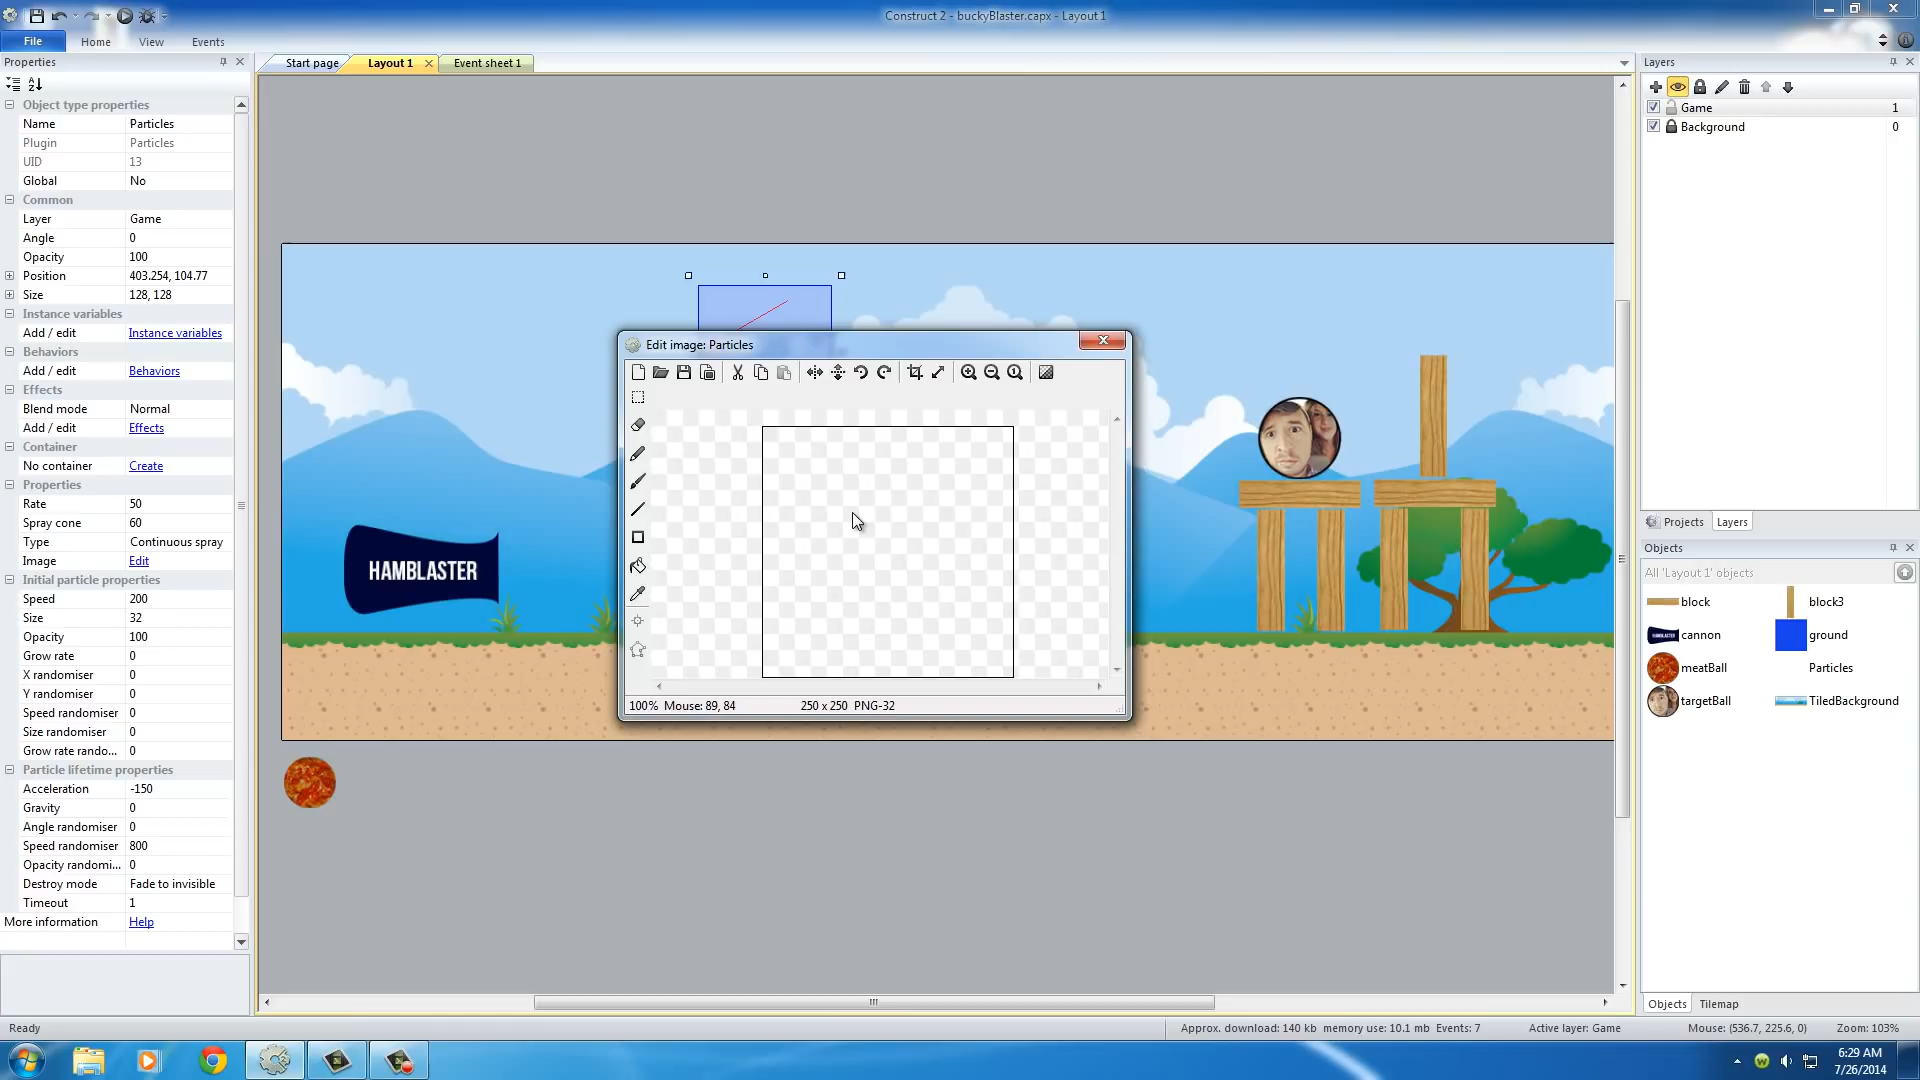 Construct 2 - buckyBlaster.capx - Layout 1
File Home View Events
Properties
Object type properties
Name Particles
Plugin Particles
UID 13
Global No
Common
Layer Game
Angle 0
Opacity 100
Position 403.254, 104.77
Size 128, 128
Instance variables
Add / edit Instance variables
Behaviors
Add / edit Behaviors
Effects
Blend mode Normal
Add / edit Effects
Container
No container Create
Properties
Rate 50
Spray cone 60
Type Continuous spray
Image Edit
Initial particle properties
Speed 200
Size 32
Opacity 100
Grow rate 0
X randomiser 0
Y randomiser 0
Speed randomiser 0
Size randomiser 0
Grow rate rando... 0
Particle lifetime properties
Acceleration -150
Gravity 0
Angle randomiser 0
Speed randomiser 800
Opacity randomi... 0
Destroy mode Fade to invisible
Timeout 1
More information Help
Start page Layout 1 Event sheet 1
HAMBLASTER
Edit image: Particles
100% Mouse: 89, 84 250 x 250 PNG-32
Layers
Game 1
Background 0
Projects Layers
Objects
All 'Layout 1' objects
block block3
cannon ground
meatBall Particles
targetBall TiledBackground
Objects Tilemap
Ready Approx. download: 140 kb memory use: 10.1 mb Events: 7 Active layer: Game Mouse: (536.7, 225.6, 0) Zoom: 103%
6:29 AM
7/26/2014